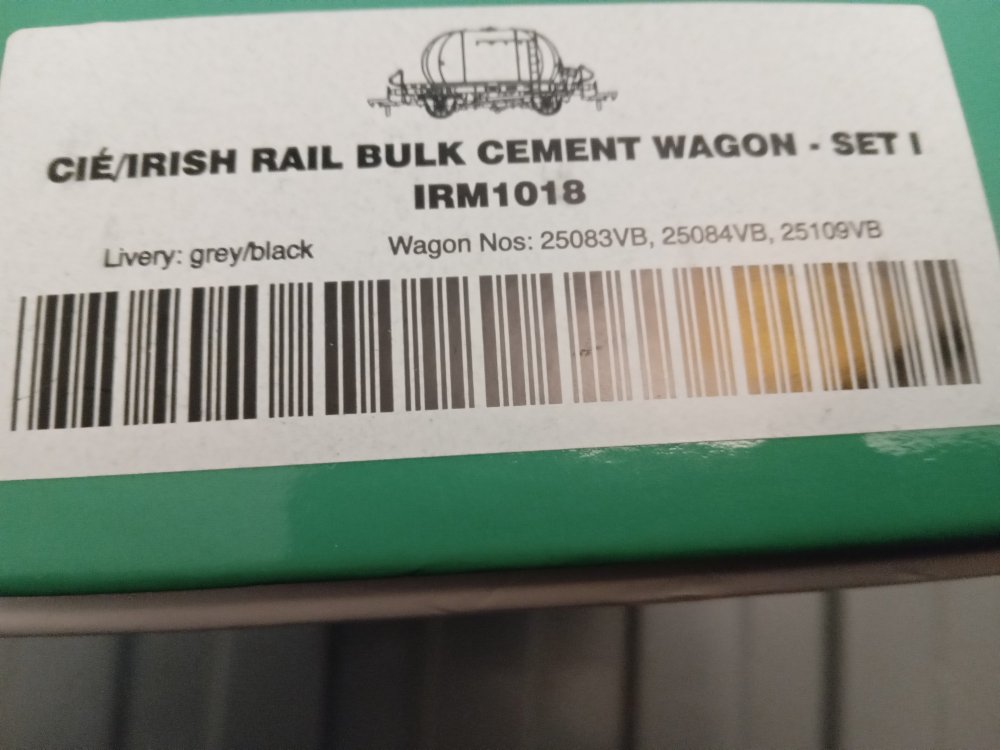 CIÉ/IRISH RAIL BULK CEMENT WAGON - SET I
IRM1018
Livery: grey/black Wagon Nos: 25083VB, 25084VB, 25109VB